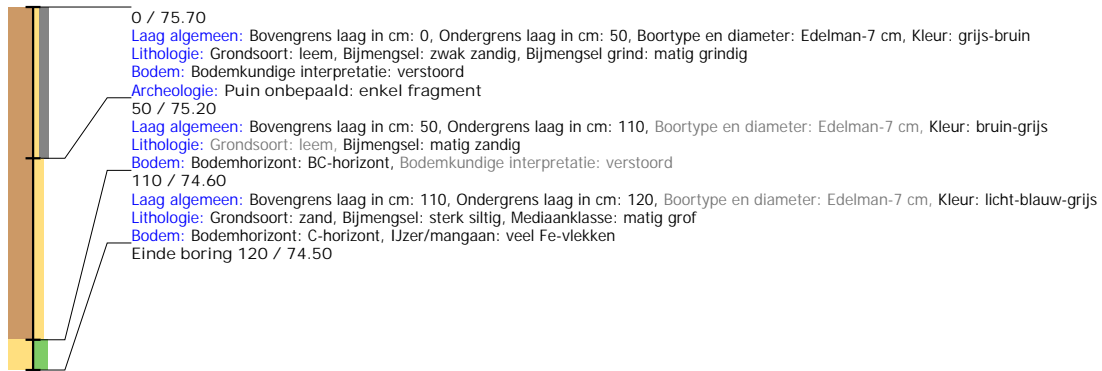 0 / 75.70
Laag algemeen: Bovengrens laag in cm: 0, Ondergrens laag in cm: 50, Boortype en diameter: Edelman-7 cm, Kleur: grijs-bruin
Lithologie: Grondsoort: leem, Bijmengsel: zwak zandig, Bijmengsel grind: matig grindig
Bodem: Bodemkundige interpretatie: verstoord
Archeologie: Puin onbepaald: enkel fragment
50 / 75.20
Laag algemeen: Bovengrens laag in cm: 50, Ondergrens laag in cm: 110, Boortype en diameter: Edelman-7 cm, Kleur: bruin-grijs
Lithologie: Grondsoort: leem, Bijmengsel: matig zandig
Bodem: Bodemhorizont: BC-horizont, Bodemkundige interpretatie: verstoord
110 / 74.60
Laag algemeen: Bovengrens laag in cm: 110, Ondergrens laag in cm: 120, Boortype en diameter: Edelman-7 cm, Kleur: licht-blauw-grijs
Lithologie: Grondsoort: zand, Bijmengsel: sterk siltig, Mediaanklasse: matig grof
Bodem: Bodemhorizont: C-horizont, IJzer/mangaan: veel Fe-vlekken
Einde boring 120 / 74.50